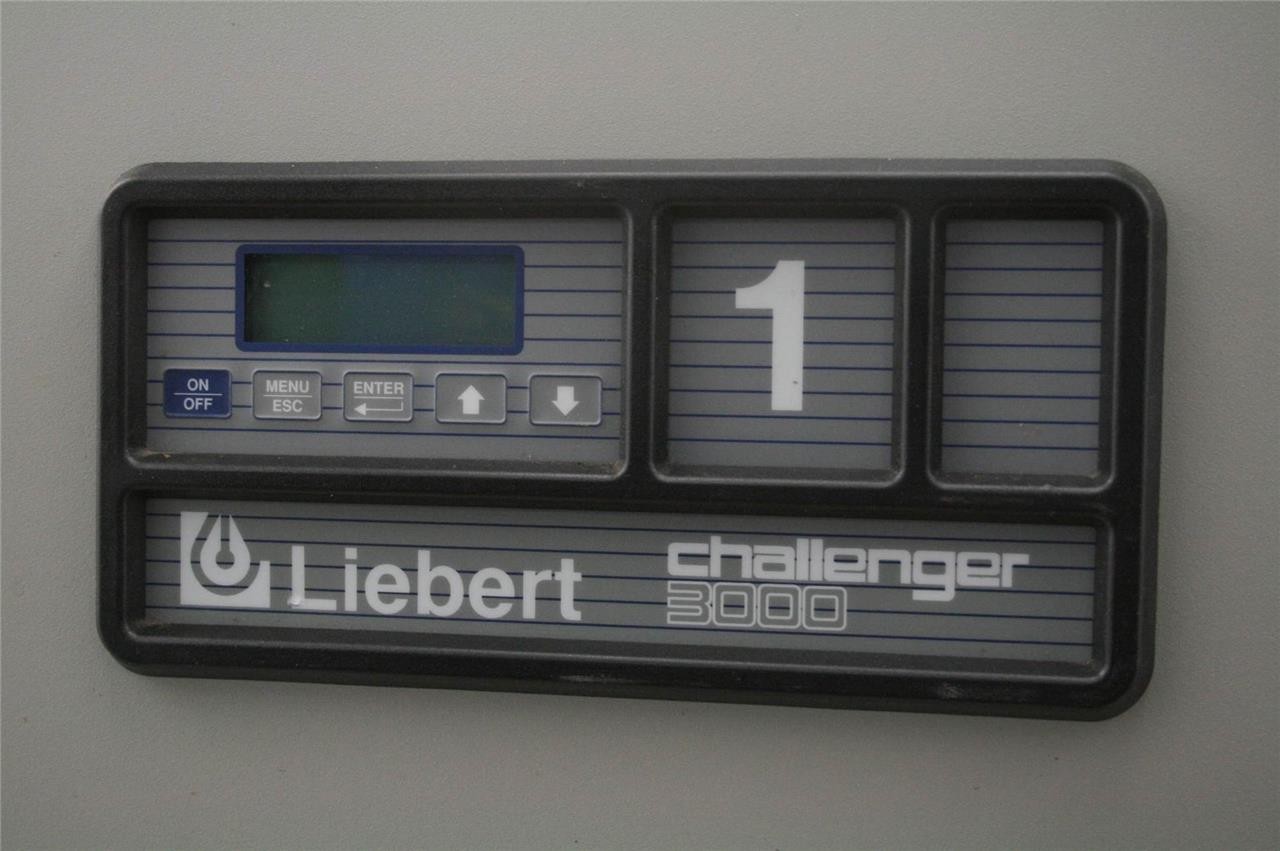 ON
OFF
MENU
ESC
ENTER
1
Liebert
challenger
3000